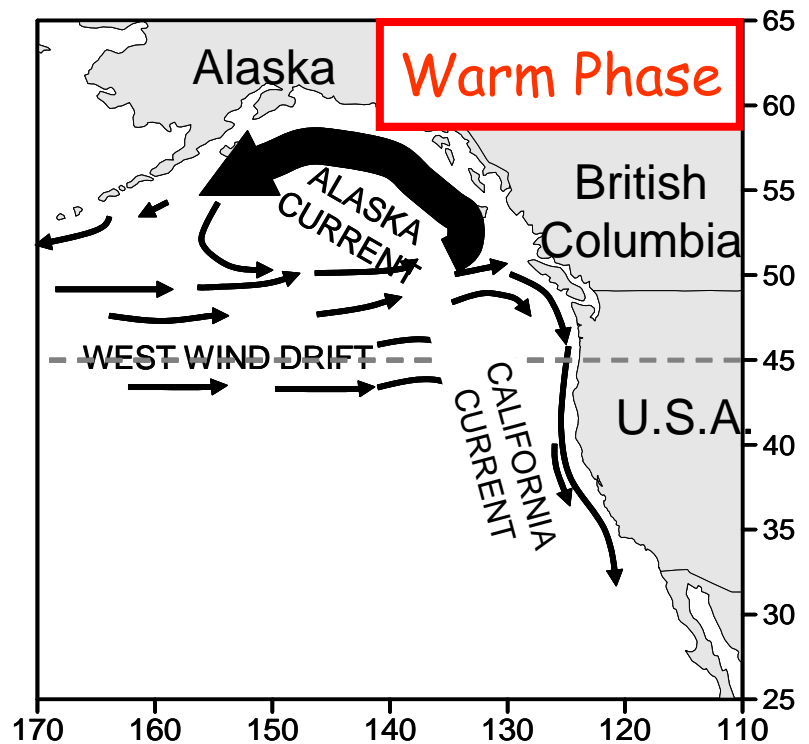 Alaska
Warm Phase
British
Columbia
ALASKA
CURRENT
WEST WIND DRIFT
CALIFORNIA
CURRENT
U.S.A.
65
60
55
50
45
40
35
30
25
170 160 150 140 130 120 110